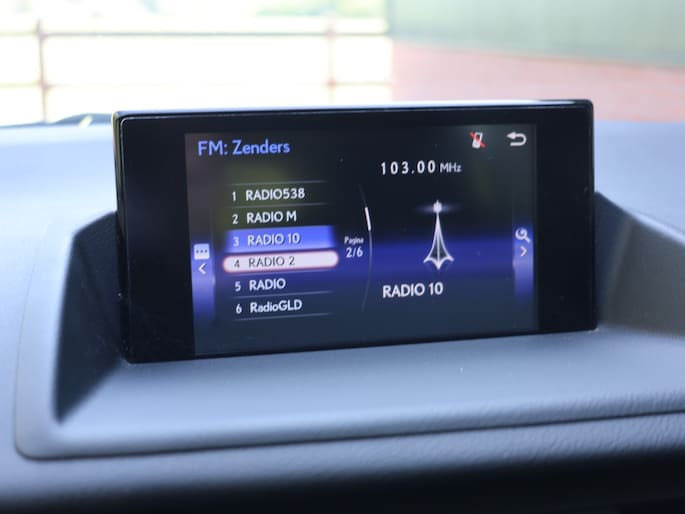 FM: Zenders
103.00 MHz
1 RADIO538
2 RADIO M
3 RADIO 10
4 RADIO 2
5 RADIO
6 RadioGLD
Pagina
2/6
RADIO 10